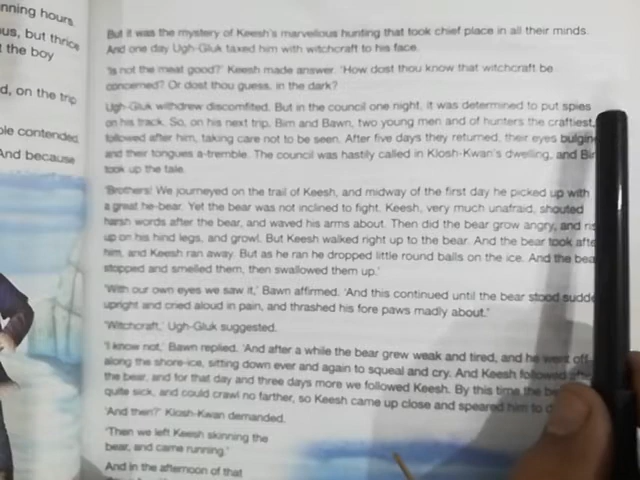 nning hours
us, but thrice
the boy
d, on the trip
ble contended
And because
But it was the mystery of Keesh's marvellous hunting that took chief place in all their minds.
And one day Ugh-Gluk taxed him with witchcraft to his face.
'Is not the meat good?' Keesh made answer. 'How dost thou know that witchcraft be
concerned? Or dost thou guess, in the dark?
Ugh-Gluk withdrew discomfited. But in the council one night, it was determined to put spies
on his track. So, on his next trip, Bim and Bawn, two young men and of hunters the craftiest,
followed after him, taking care not to be seen. After five days they returned, their eyes bulgin
and their tongues a-tremble. The council was hastily called in Klosh-Kwan's dwelling, and Bi
took up the tale.
'Brothers! We journeyed on the trail of Keesh, and midway of the first day he picked up with
a great he-bear. Yet the bear was not inclined to fight. Keesh, very much unafraid, shouted
harsh words after the bear, and waved his arms about. Then did the bear grow angry, and
up on his hind legs, and growl. But Keesh walked right up to the bear. And the bear took afte
him, and Keesh ran away. But as he ran he dropped little round balls on the ice. And the bea
stopped and smelled them, then swallowed them up.'
'With our own eyes we saw it,' Bawn affirmed. 'And this continued until the bear stood sudde
upright and cried aloud in pain, and thrashed his fore paws madly about.'
'Witchcraft,' Ugh-Gluk suggested.
'I know not,' Bawn replied. 'And after a while the bear grew weak and tired, and he went off
along the shore-ice, sitting down ever and again to squeal and cry. And Keesh followed
the bear, and for that day and three days more we followed Keesh. By this time the be
quite sick, and could crawl no farther, so Keesh came up close and speared him to d
'And then?' Klosh-Kwan demanded.
'Then we left Keesh skinning the
bear, and came running.'
And in the afternoon of that